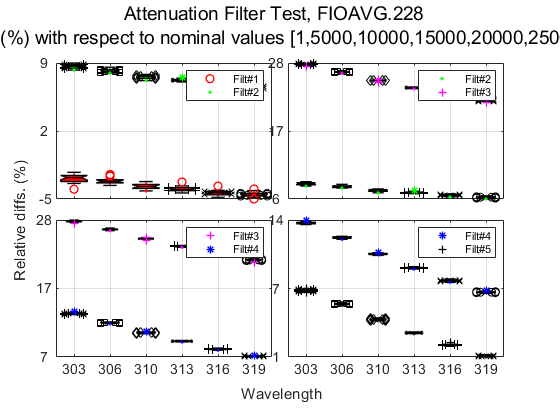 Attenuation Filter Test, FIOAVG.228
(%) with respect to nominal values [1,5000,10000,15000,20000,250
9
2
-5
Filt#1
Filt#2
28
17
6
Filt#2
Filt#3
Relative diffs. (%)
28
17
7
Filt#3
Filt#4
303 306 310 313 316 319
14
7
1
Filt#4
Filt#5
303 306 310 313 316 319
Wavelength